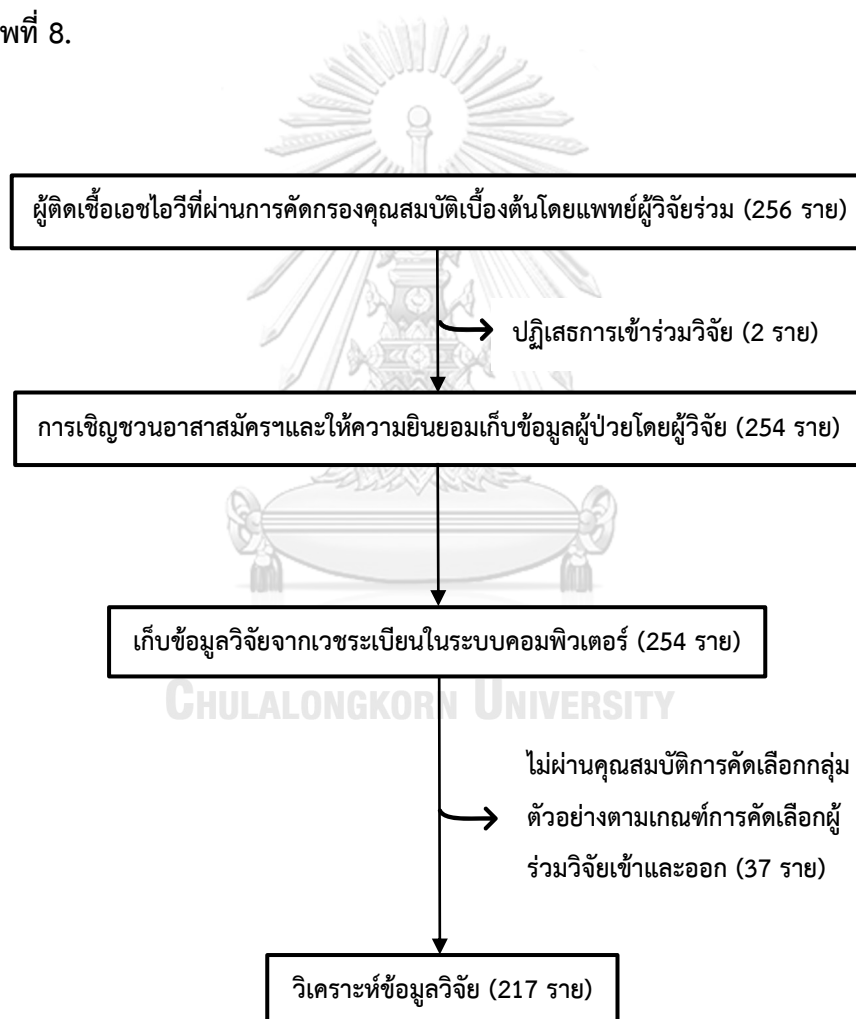 พที่ 8.
ผู้ติดเชื้อเอชไอวีที่ผ่านการคัดกรองคุณสมบัติเบื้องต้นโดยแพทย์ผู้วิจัยร่วม (256 ราย)
ปฏิเสธการเข้าร่วมวิจัย (2 ราย)
การเชิญชวนอาสาสมัครฯและให้ความยินยอมเก็บข้อมูลผู้ป่วยโดยผู้วิจัย (254 ราย)
เก็บข้อมูลวิจัยจากเวชระเบียนในระบบคอมพิวเตอร์ (254 ราย)
CHULALONGKORN UNIVERSITY
ไม่ผ่านคุณสมบัติการคัดเลือกกลุ่ม
ตัวอย่างตามเกณฑ์การคัดเลือกผู้
ร่วมวิจัยเข้าและออก (37 ราย)
วิเคราะห์ข้อมูลวิจัย (217 ราย)